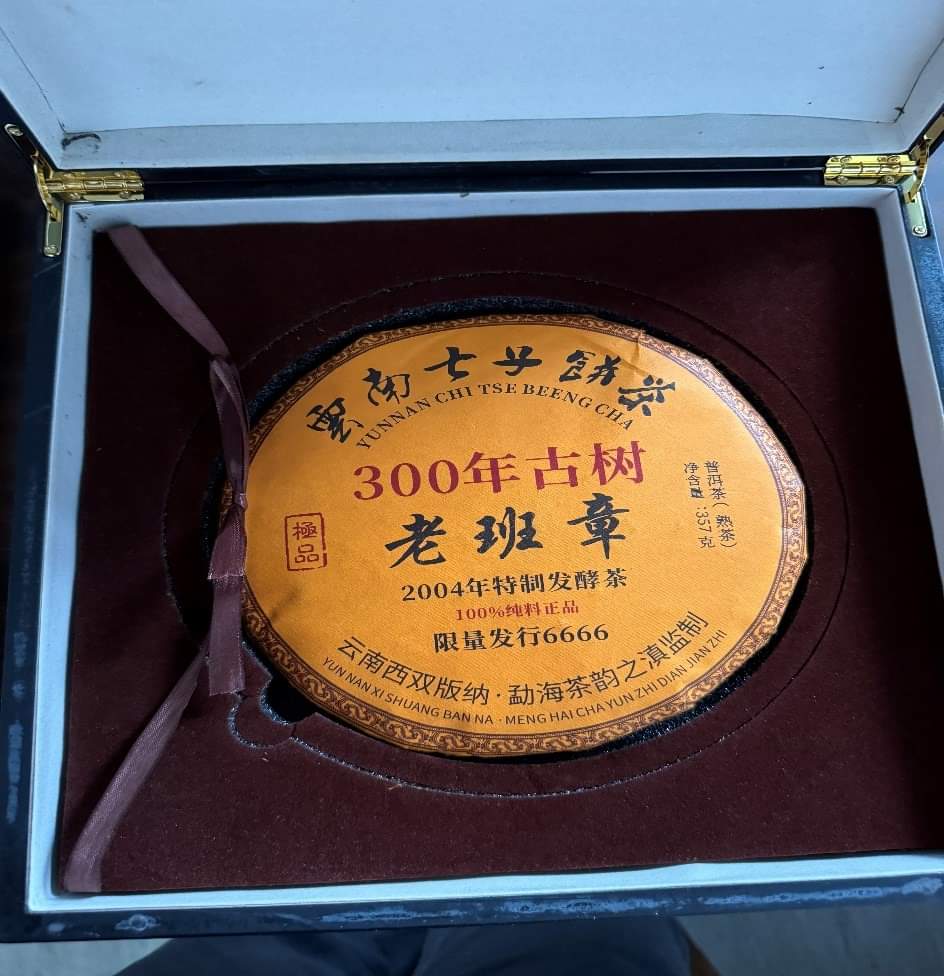 雲南七子餅茶
YUNNAN CHI TSE BEENG CHA
300年古树
老班章
極品
普洱茶（熟茶）
净含量:357克
2004年特制发酵茶
100%纯料正品
限量发行6666
云南西双版纳·勐海茶韵之滇监制
YUN NAN XI SHUANG BAN NA · MENG HAI CHA YUN ZHI DIAN JIAN ZHI